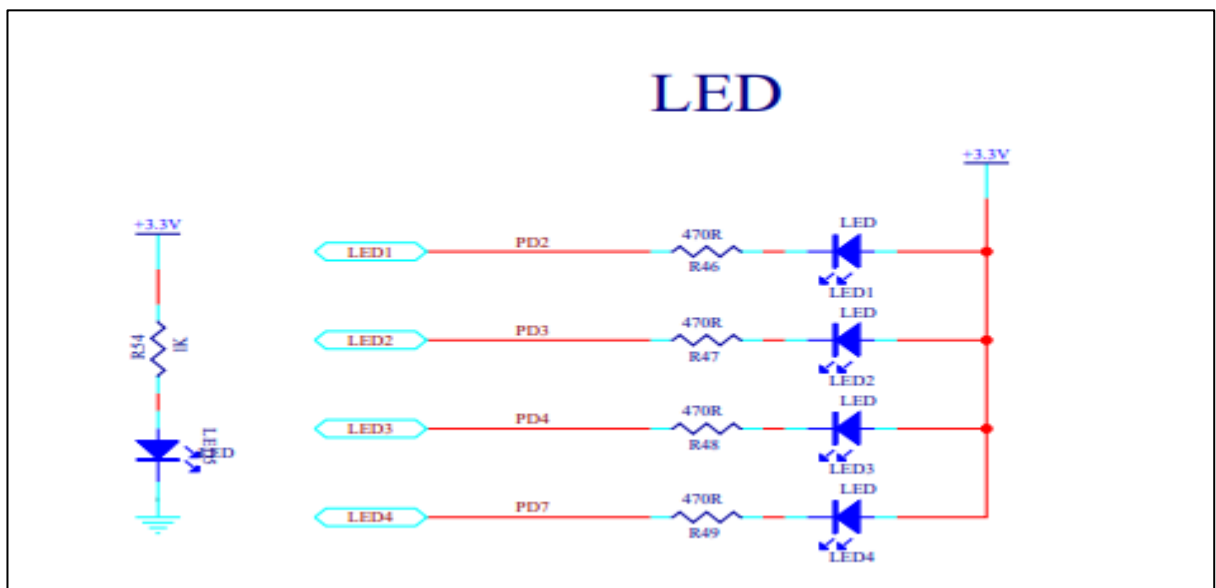 LED
+3.3V
+3.3V
R54
1K
LED
LED1
PD2
470R
R46
LED
LED1
LED2
PD3
470R
R47
LED
LED2
LED3
PD4
470R
R48
LED
LED3
LED4
PD7
470R
R49
LED
LED4